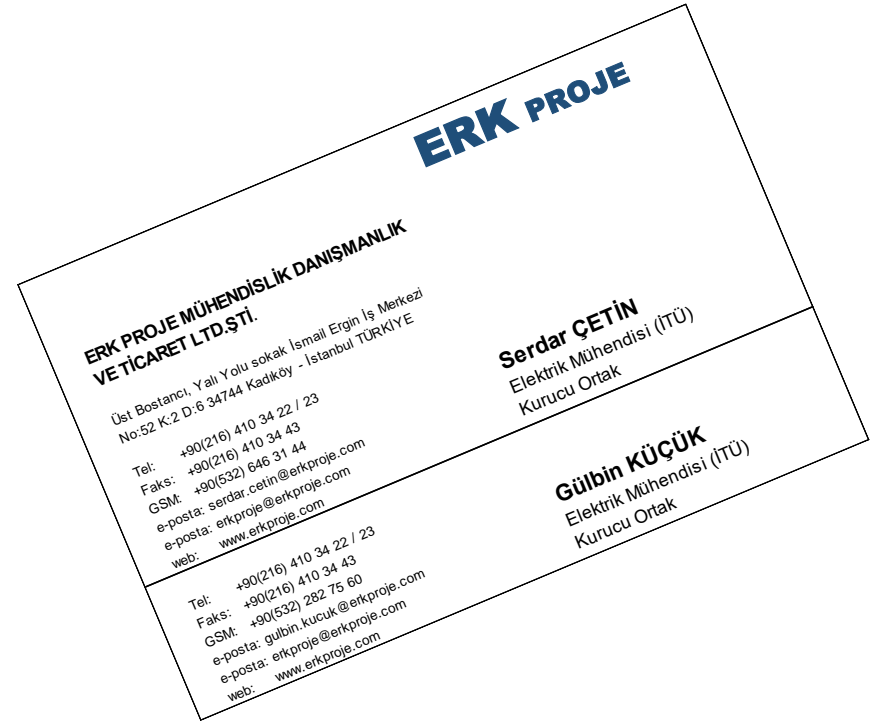 ERK PROJE
ERK PROJE MÜHENDİSLİK DANIŞMANLIK
VE TİCARET LTD.ŞTİ.
Üst Bostancı, Yalı Yolu sokak İsmail Ergin İş Merkezi
No:52 K:2 D:6 34744 Kadıköy - İstanbul TÜRKİYE
Tel: +90(216) 410 34 22 / 23
Faks: +90(216) 410 34 43
GSM: +90(532) 646 31 44
e-posta: serdar.cetin@erkproje.com
e-posta: erkproje@erkproje.com
web: www.erkproje.com
Serdar ÇETİN
Elektrik Mühendisi (İTÜ)
Kurucu Ortak
Tel: +90(216) 410 34 22 / 23
Faks: +90(216) 410 34 43
GSM: +90(532) 282 75 60
e-posta: gulbin.kucuk@erkproje.com
e-posta: erkproje@erkproje.com
web: www.erkproje.com
Gülbin KÜÇÜK
Elektrik Mühendisi (İTÜ)
Kurucu Ortak